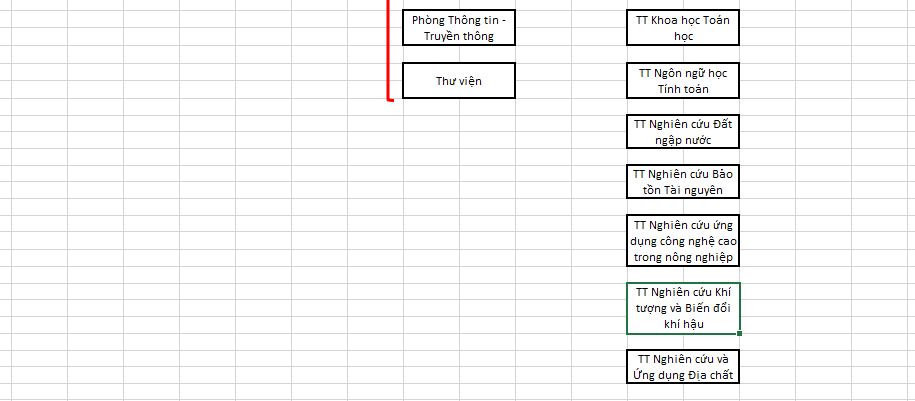 Phòng Thông tin -
Truyền thông
Thư viện
TT Khoa học Toán
học
TT Ngôn ngữ học
Tính toán
TT Nghiên cứu Đất
ngập nước
TT Nghiên cứu Bảo
tồn Tài nguyên
TT Nghiên cứu ứng
dụng công nghệ cao
trong nông nghiệp
TT Nghiên cứu Khí
tượng và Biến đổi
khí hậu
TT Nghiên cứu và
Ứng dụng Địa chất